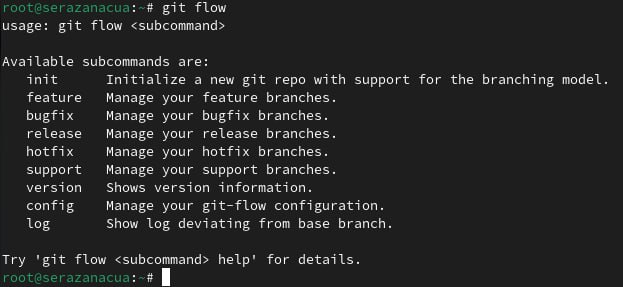 root@serazanacua:~# git flow
usage: git flow <subcommand>

Available subcommands are:
   init      Initialize a new git repo with support for the branching model.
   feature   Manage your feature branches.
   bugfix    Manage your bugfix branches.
   release   Manage your release branches.
   hotfix    Manage your hotfix branches.
   support   Manage your support branches.
   version   Shows version information.
   config    Manage your git-flow configuration.
   log       Show log deviating from base branch.

Try 'git flow <subcommand> help' for details.
root@serazanacua:~#